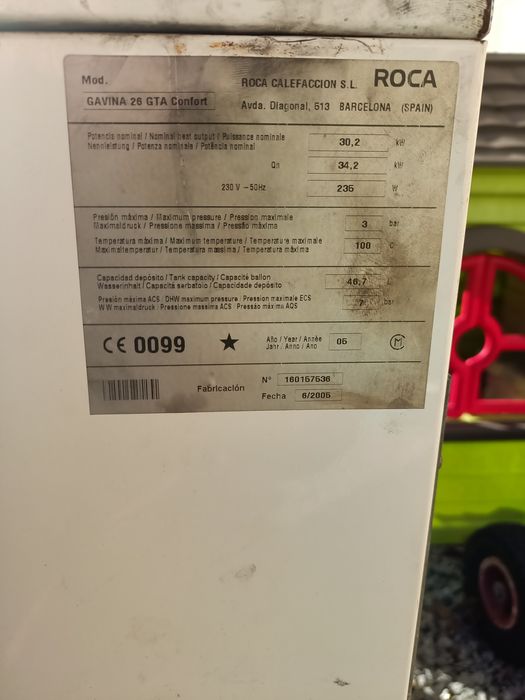 Mod. ROCA CALEFACCION S.L. ROCA
GAVINA 26 GTA Confort Avda. Diagonal, 513 BARCELONA (SPAIN)
Potencia nominal / Nominal heat output / Puissance nominale
Nennleistung / Potenza nominale / Potência nominal
30,2 kW
Qn 34,2 kW
230 V ~50Hz 235 W
Presión máxima / Maximum pressure / Pression maximale
Maximaldruck / Pressione massima / Pressão máxima
3 bar
Temperatura máxima / Maximum temperature / Température maximale
Maximaltemperatur / Temperatura massima / Temperatura máxima
100 C
Capacidad depósito / Tank capacity / Capacité ballon
Wasserinhalt / Capacità serbatoio / Capacidade depósito
46,7
Presión máxima ACS · DHW maximum pressure · Pression maximale ECS
WW maximaldruck · Pressione massima ACS · Pressão máxima AQS
7 bar
CE 0099 ★ Año / Year / Année
Jahr / Anno / Ano
05 CM
Fabricación Nº 160157536
Fecha 6/2005